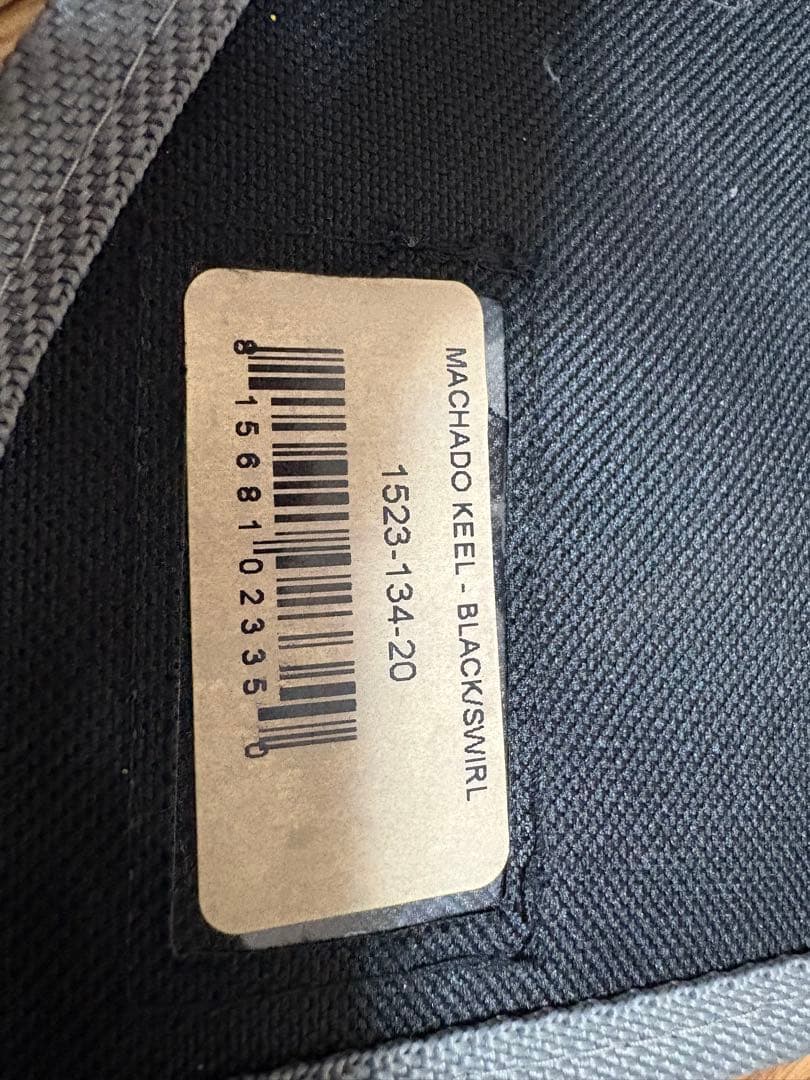 MACHADO KEEL - BLACK/SWIRL
1523-134-20
8 15681 02335 0